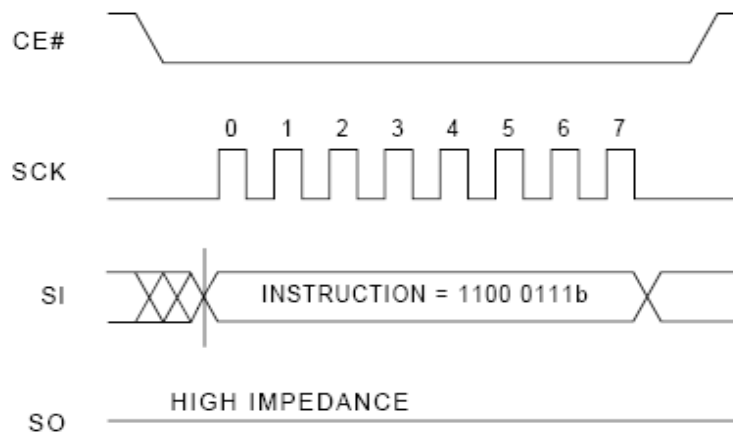 CE#
0 1 2 3 4 5 6 7
SCK
SI INSTRUCTION = 1100 0111b
HIGH IMPEDANCE
SO